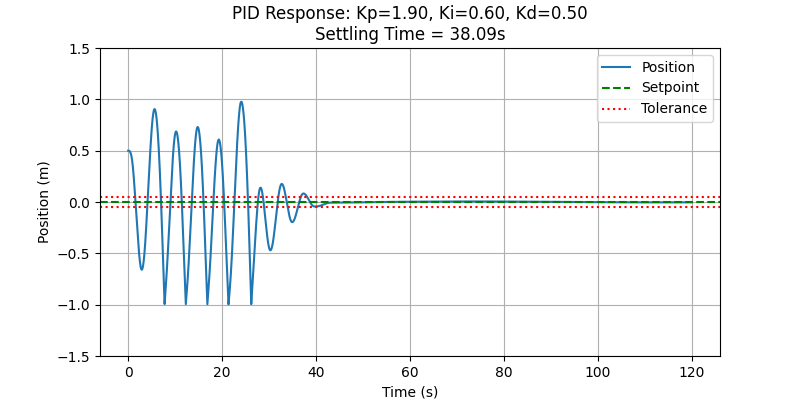 PID Response: Kp=1.90, Ki=0.60, Kd=0.50
Settling Time = 38.09s
1.5
1.0
0.5
0.0
−0.5
−1.0
−1.5
Position (m)
Position
Setpoint
Tolerance
0 20 40 60 80 100 120
Time (s)